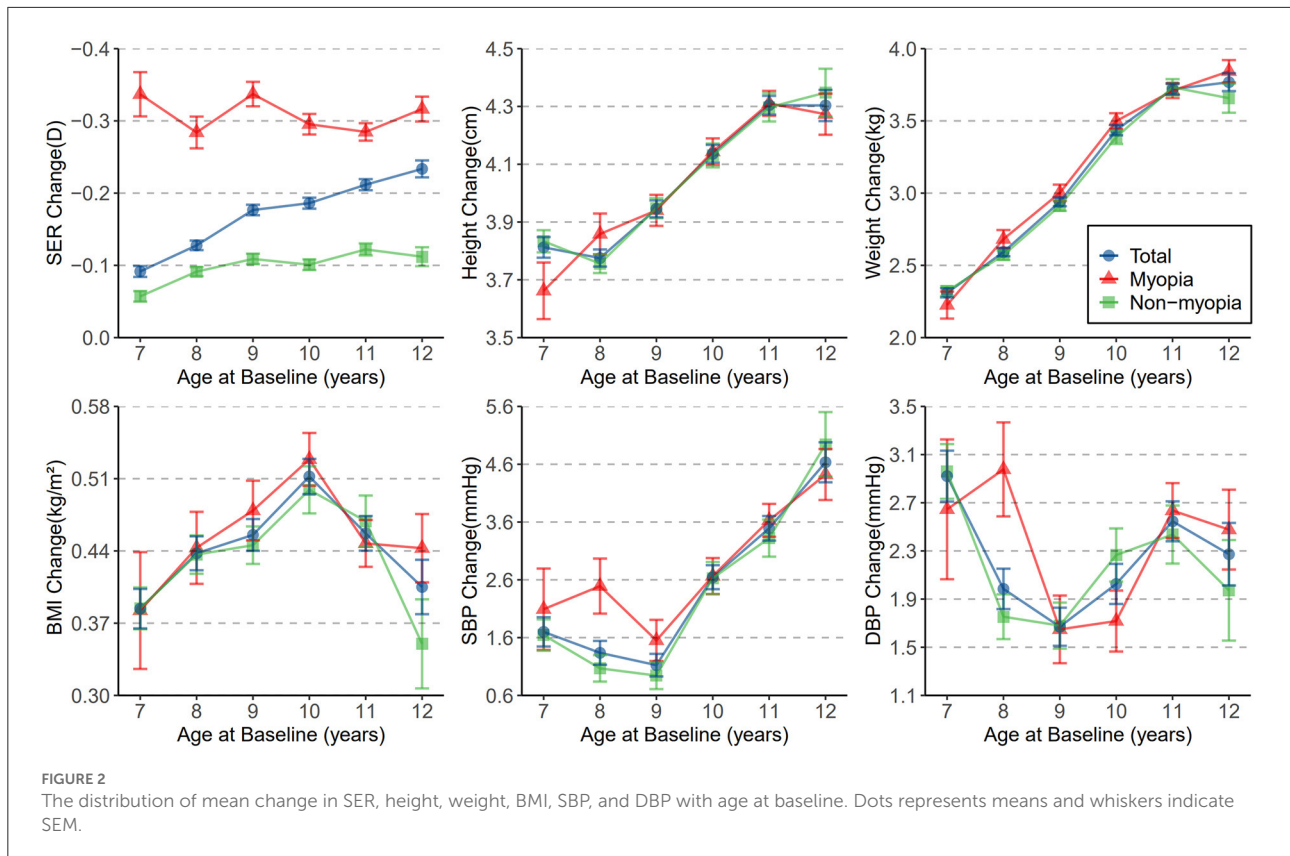 −0.4
−0.3
−0.2
−0.1
0.0
SER Change(D)
7 8 9 10 11 12
Age at Baseline (years)
4.5
4.3
4.1
3.9
3.7
3.5
Height Change(cm)
7 8 9 10 11 12
Age at Baseline (years)
4.0
3.5
3.0
2.5
2.0
Weight Change(kg)
Total
Myopia
Non−myopia
7 8 9 10 11 12
Age at Baseline (years)
0.58
0.51
0.44
0.37
0.30
BMI Change(kg/m²)
7 8 9 10 11 12
Age at Baseline (years)
5.6
4.6
3.6
2.6
1.6
0.6
SBP Change(mmHg)
7 8 9 10 11 12
Age at Baseline (years)
3.5
3.1
2.7
2.3
1.9
1.5
1.1
DBP Change(mmHg)
7 8 9 10 11 12
Age at Baseline (years)
FIGURE 2
The distribution of mean change in SER, height, weight, BMI, SBP, and DBP with age at baseline. Dots represents means and whiskers indicate
SEM.